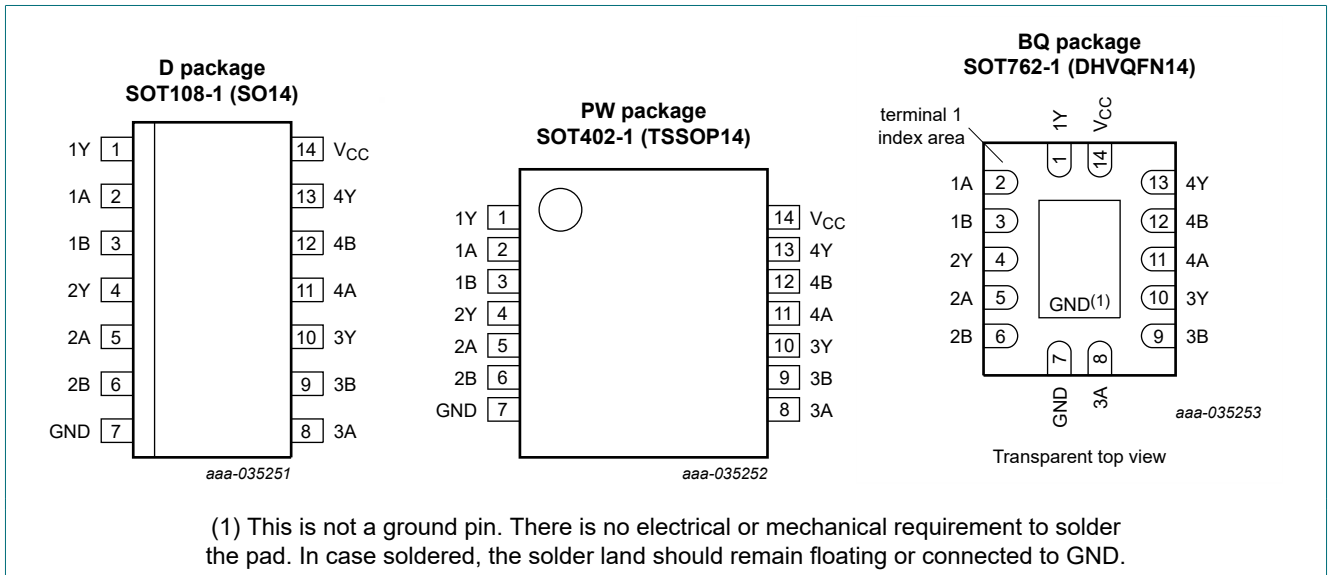 D package
SOT108-1 (SO14)
1Y 1
14 VCC
1A 2
13 4Y
1B 3
12 4B
2Y 4
11 4A
2A 5
10 3Y
2B 6
9 3B
GND 7
8 3A
aaa-035251
PW package
SOT402-1 (TSSOP14)
1Y 1
14 VCC
1A 2
13 4Y
1B 3
12 4B
2Y 4
11 4A
2A 5
10 3Y
2B 6
9 3B
GND 7
8 3A
aaa-035252
BQ package
SOT762-1 (DHVQFN14)
terminal 1
index area
1Y
VCC
1
14
1A 2
13 4Y
1B 3
12 4B
2Y 4
11 4A
2A 5
10 3Y
GND(1)
2B 6
9 3B
7
8
GND
3A
aaa-035253
Transparent top view
(1) This is not a ground pin. There is no electrical or mechanical requirement to solder
the pad. In case soldered, the solder land should remain floating or connected to GND.